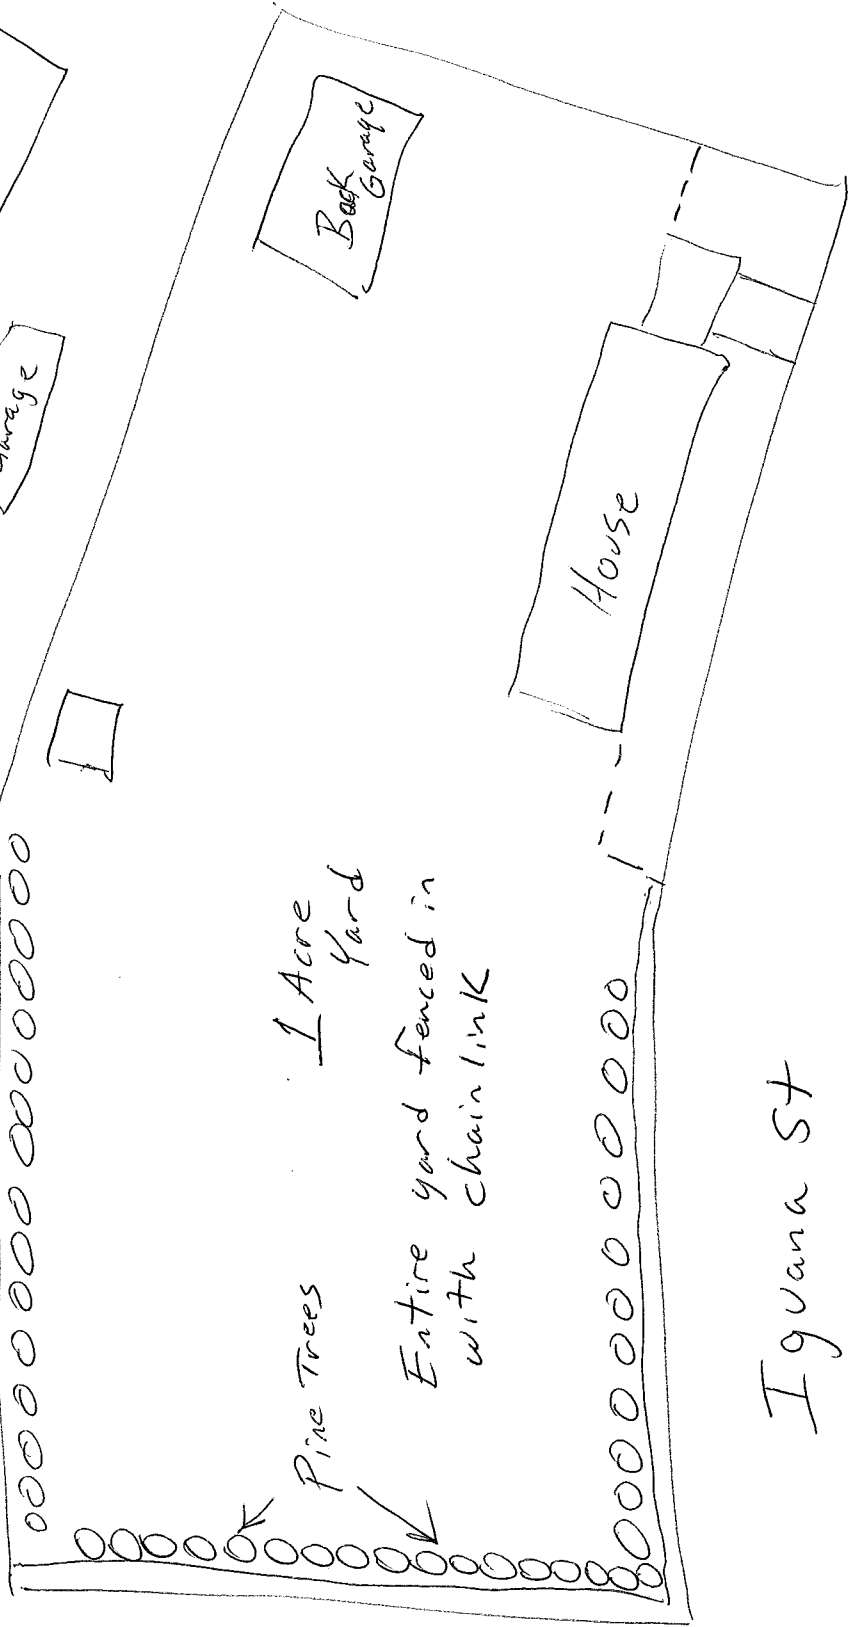 Garage
Back
Garage
House
1 Acre
Yard
Pine Trees
Entire yard fenced in
with chain link
Iguana St